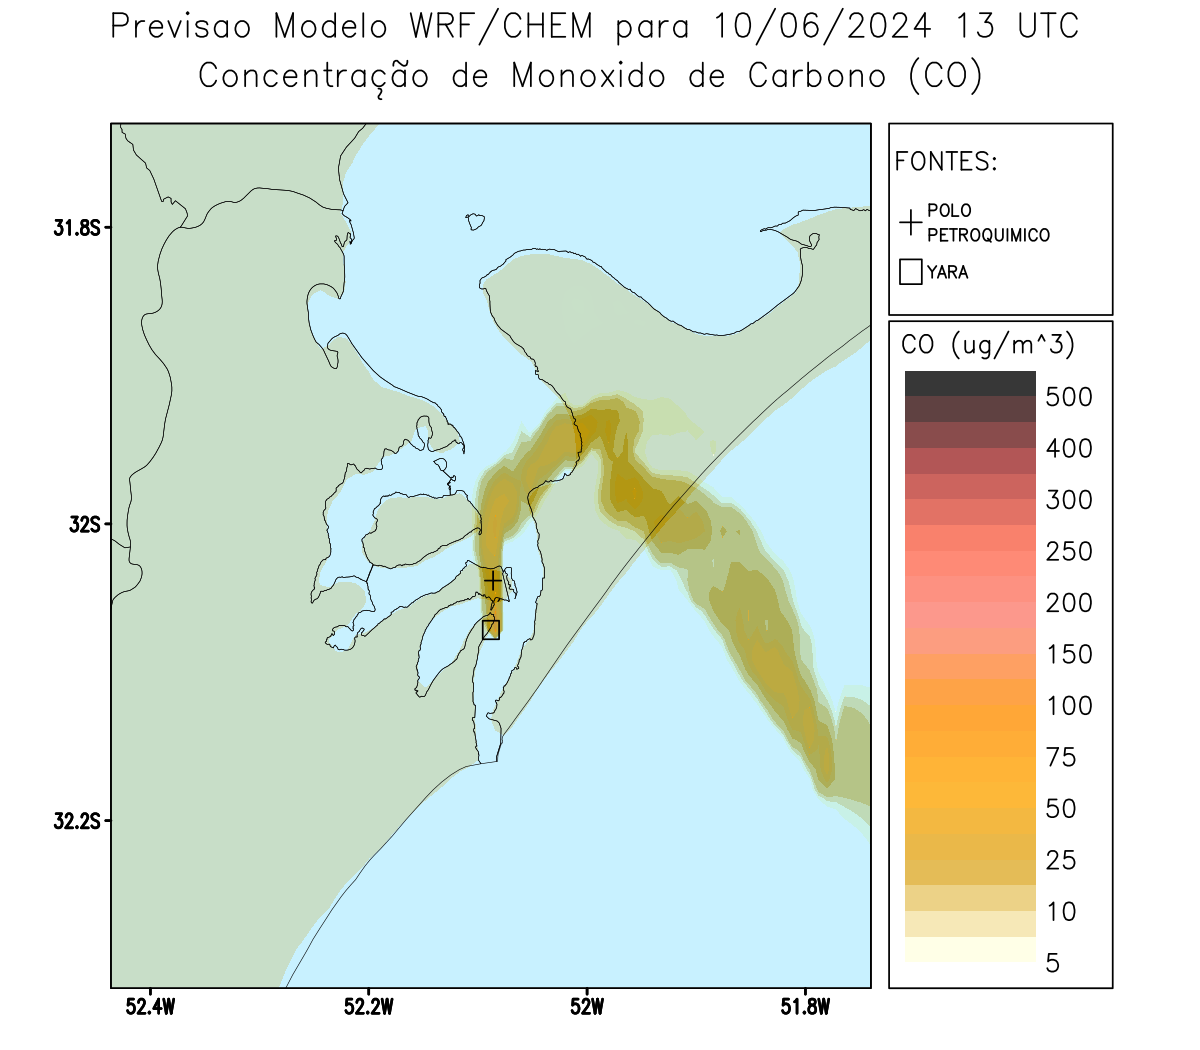 Previsao Modelo WRF/CHEM para 10/06/2024 13 UTC
Concentração de Monoxido de Carbono (CO)
FONTES:
POLO
PETROQUIMICO
YARA
CO (ug/m^3)
500
400
300
250
200
150
100
75
50
25
10
5
31.8S
32S
32.2S
52.4W
52.2W
52W
51.8W